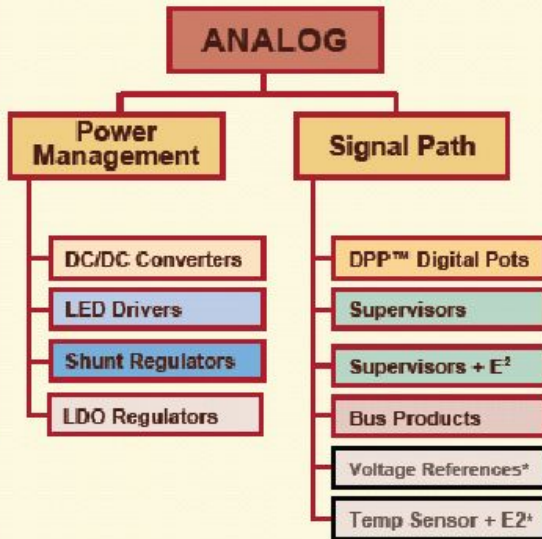 ANALOG
Power
Management
DC/DC Converters
LED Drivers
Shunt Regulators
LDO Regulators
Signal Path
DPP™ Digital Pots
Supervisors
Supervisors + E²
Bus Products
Voltage References*
Temp Sensor + E2*